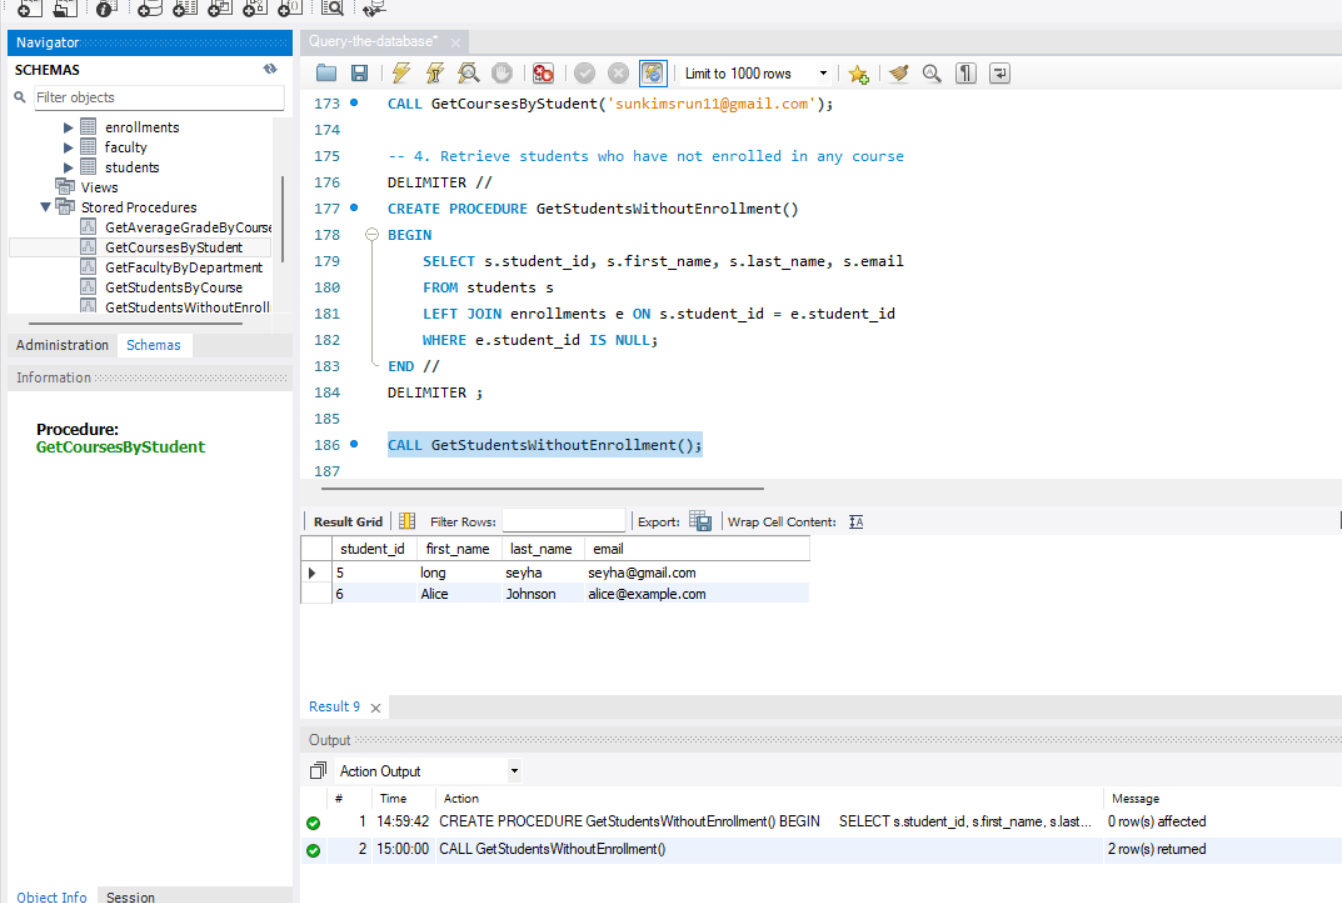 Navigator
SCHEMAS
Filter objects
enrollments
faculty
students
Views
Stored Procedures
GetAverageGradeByCourse
GetCoursesByStudent
GetFacultyByDepartment
GetStudentsByCourse
GetStudentsWithoutEnroll
Administration Schemas
Information
Procedure:
GetCoursesByStudent
Object Info Session
Query-the-database*
Limit to 1000 rows
173 CALL GetCoursesByStudent('sunkimsrun11@gmail.com');
174
175 -- 4. Retrieve students who have not enrolled in any course
176 DELIMITER //
177 CREATE PROCEDURE GetStudentsWithoutEnrollment()
178 BEGIN
179 SELECT s.student_id, s.first_name, s.last_name, s.email
180 FROM students s
181 LEFT JOIN enrollments e ON s.student_id = e.student_id
182 WHERE e.student_id IS NULL;
183 END //
184 DELIMITER ;
185
186 CALL GetStudentsWithoutEnrollment();
187
Result Grid Filter Rows: Export: Wrap Cell Content:
student_id first_name last_name email
5 long seyha seyha@gmail.com
6 Alice Johnson alice@example.com
Result 9
Output
Action Output
# Time Action Message
1 14:59:42 CREATE PROCEDURE GetStudentsWithoutEnrollment() BEGIN SELECT s.student_id, s.first_name, s.last... 0 row(s) affected
2 15:00:00 CALL GetStudentsWithoutEnrollment() 2 row(s) returned